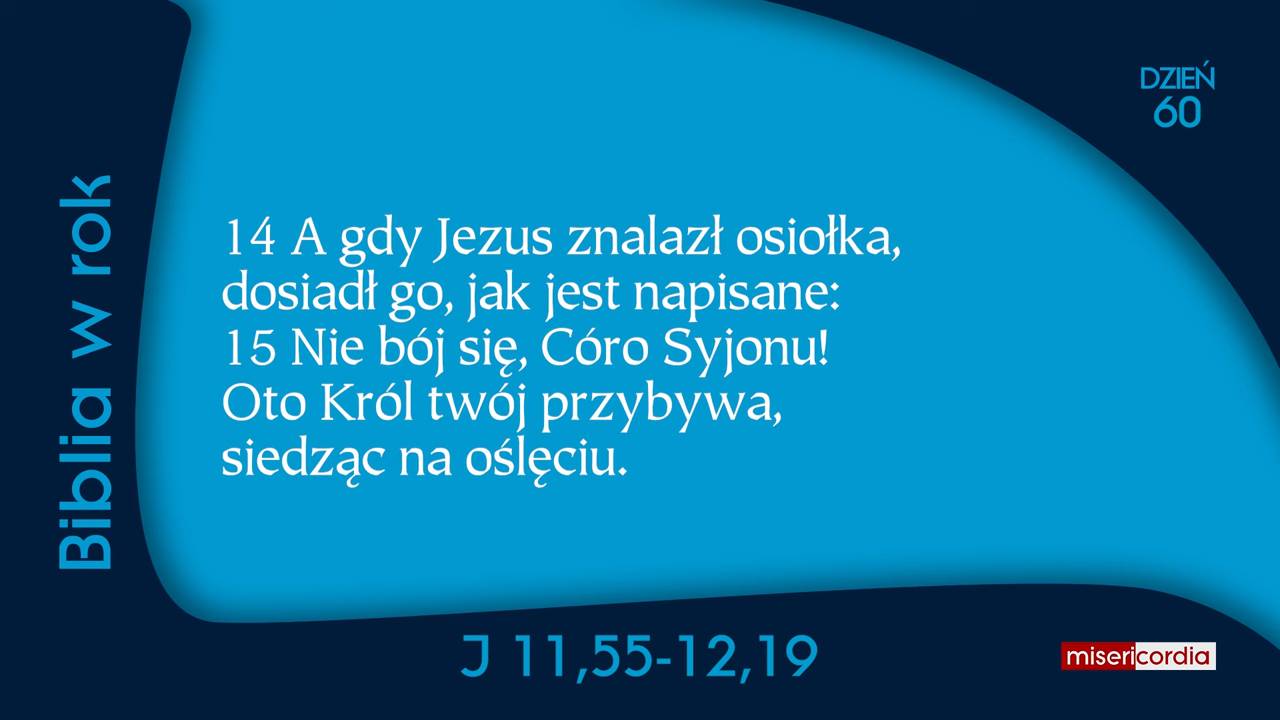 DZIEŃ
60
Biblia w rok
14 A gdy Jezus znalazł osiołka,
dosiadł go, jak jest napisane:
15 Nie bój się, Córo Syjonu!
Oto Król twój przybywa,
siedząc na oślęciu.
J 11,55-12,19
misericordia